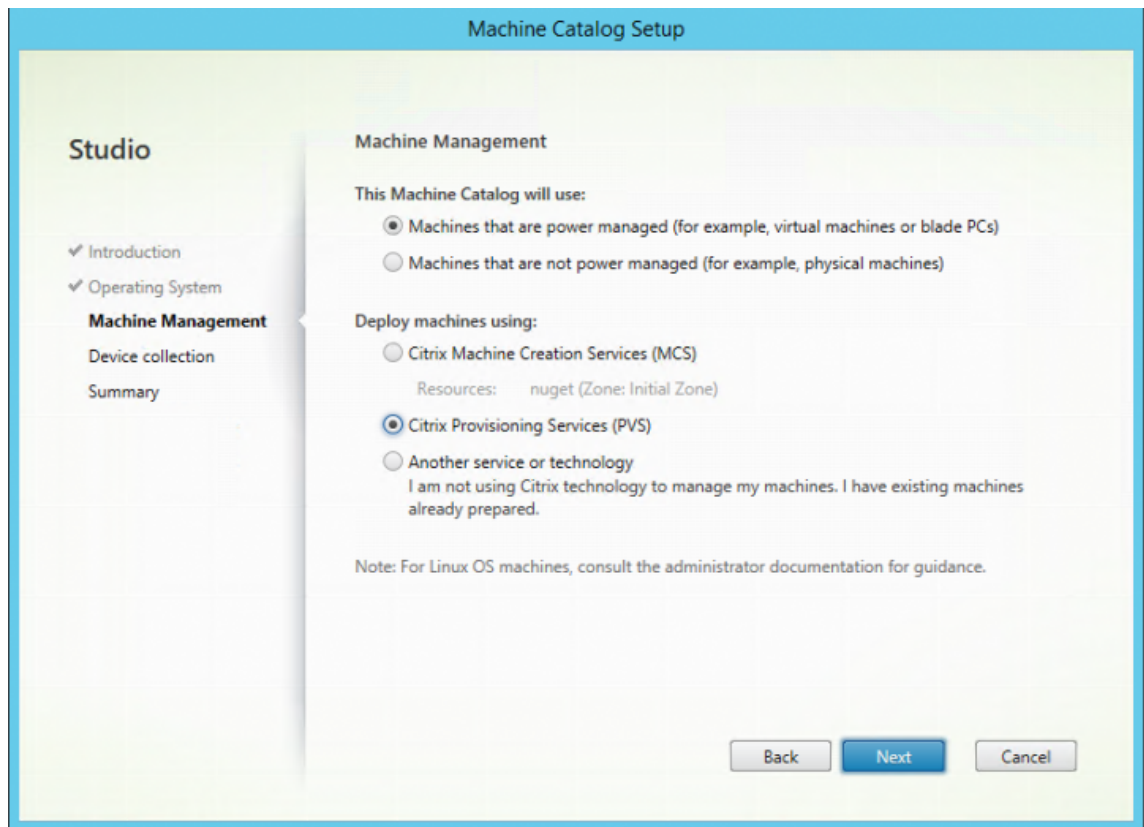 Machine Catalog Setup
Studio
✔ Introduction
✔ Operating System
Machine Management
Device collection
Summary
Machine Management
This Machine Catalog will use:
Machines that are power managed (for example, virtual machines or blade PCs)
Machines that are not power managed (for example, physical machines)
Deploy machines using:
Citrix Machine Creation Services (MCS)
Resources: nuget (Zone: Initial Zone)
Citrix Provisioning Services (PVS)
Another service or technology
I am not using Citrix technology to manage my machines. I have existing machines
already prepared.
Note: For Linux OS machines, consult the administrator documentation for guidance.
Back Next Cancel